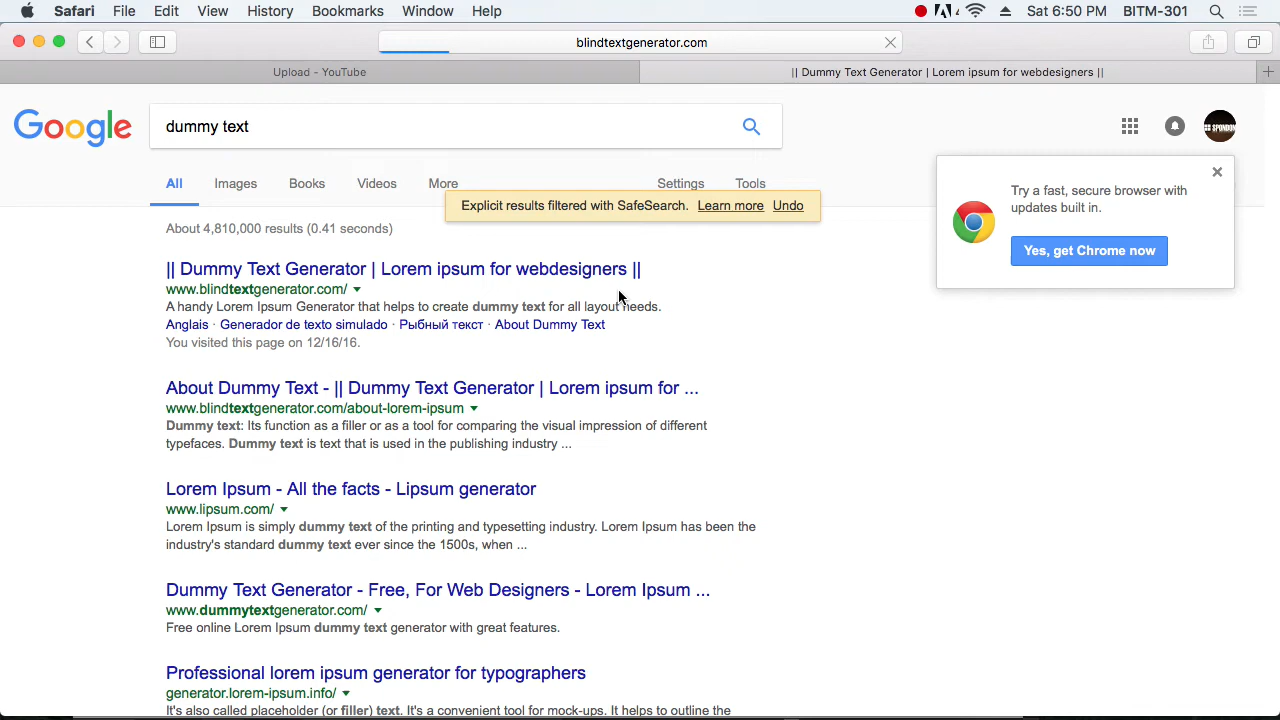 Safari File Edit View History Bookmarks Window Help 4 Sat 6:50 PM BITM-301
blindtextgenerator.com
Upload - YouTube
|| Dummy Text Generator | Lorem ipsum for webdesigners ||
Google dummy text SPONDON
All Images Books Videos More Settings Tools
Explicit results filtered with SafeSearch. Learn more Undo
Try a fast, secure browser with
updates built in.
Yes, get Chrome now
About 4,810,000 results (0.41 seconds)
|| Dummy Text Generator | Lorem ipsum for webdesigners ||
www.blindtextgenerator.com/
A handy Lorem Ipsum Generator that helps to create dummy text for all layout needs.
Anglais · Generador de texto simulado · Рыбный текст · About Dummy Text
You visited this page on 12/16/16.
About Dummy Text - || Dummy Text Generator | Lorem ipsum for ...
www.blindtextgenerator.com/about-lorem-ipsum
Dummy text: Its function as a filler or as a tool for comparing the visual impression of different
typefaces. Dummy text is text that is used in the publishing industry ...
Lorem Ipsum - All the facts - Lipsum generator
www.lipsum.com/
Lorem Ipsum is simply dummy text of the printing and typesetting industry. Lorem Ipsum has been the
industry's standard dummy text ever since the 1500s, when ...
Dummy Text Generator - Free, For Web Designers - Lorem Ipsum ...
www.dummytextgenerator.com/
Free online Lorem Ipsum dummy text generator with great features.
Professional lorem ipsum generator for typographers
generator.lorem-ipsum.info/
It's also called placeholder (or filler) text. It's a convenient tool for mock-ups. It helps to outline the